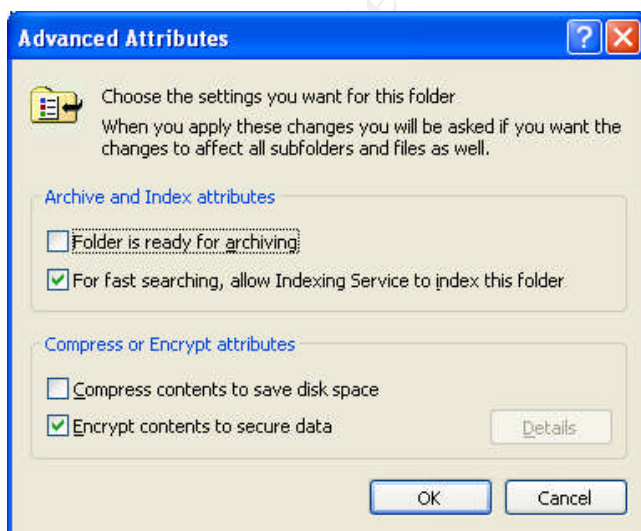 Advanced Attributes
Choose the settings you want for this folder
When you apply these changes you will be asked if you want the
changes to affect all subfolders and files as well.
Archive and Index attributes
Folder is ready for archiving
For fast searching, allow Indexing Service to index this folder
Compress or Encrypt attributes
Compress contents to save disk space
Encrypt contents to secure data
Details
OK
Cancel